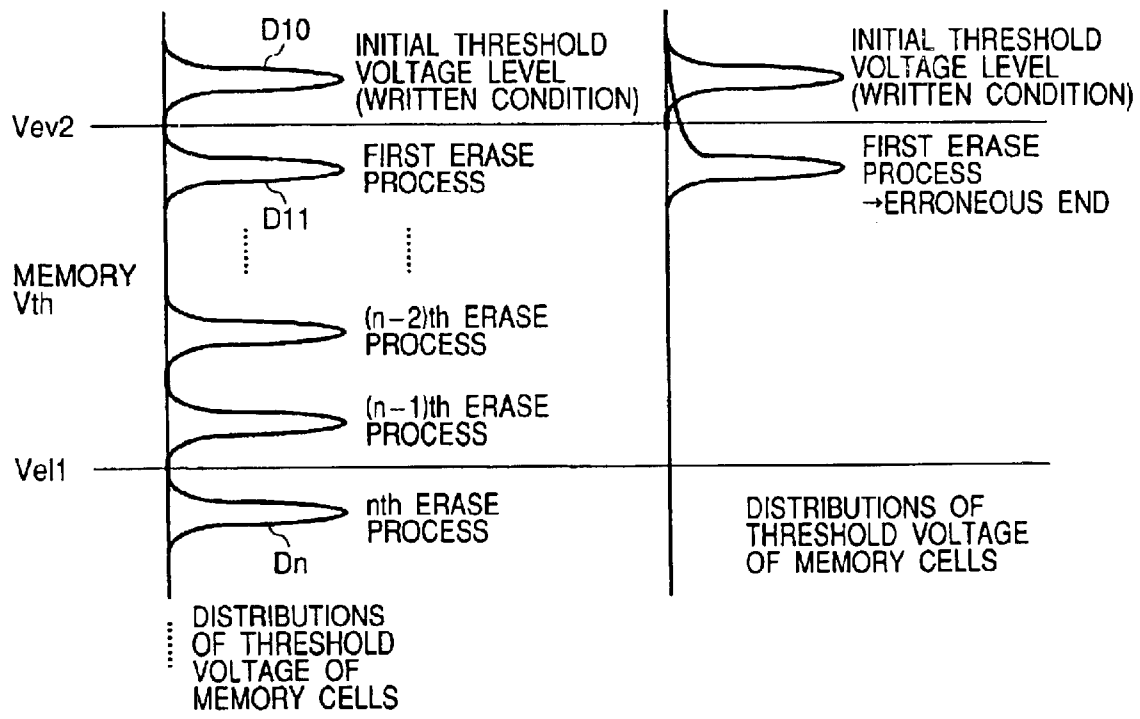 D10
INITIAL THRESHOLD
VOLTAGE LEVEL
(WRITTEN CONDITION)
Vev2
FIRST ERASE
PROCESS
D11
MEMORY
Vth
(n-2)th ERASE
PROCESS
(n-1)th ERASE
PROCESS
Vel1
nth ERASE
PROCESS
Dn
DISTRIBUTIONS
OF THRESHOLD
VOLTAGE OF
MEMORY CELLS
INITIAL THRESHOLD
VOLTAGE LEVEL
(WRITTEN CONDITION)
FIRST ERASE
PROCESS
→ERRONEOUS END
DISTRIBUTIONS OF
THRESHOLD VOLTAGE
OF MEMORY CELLS